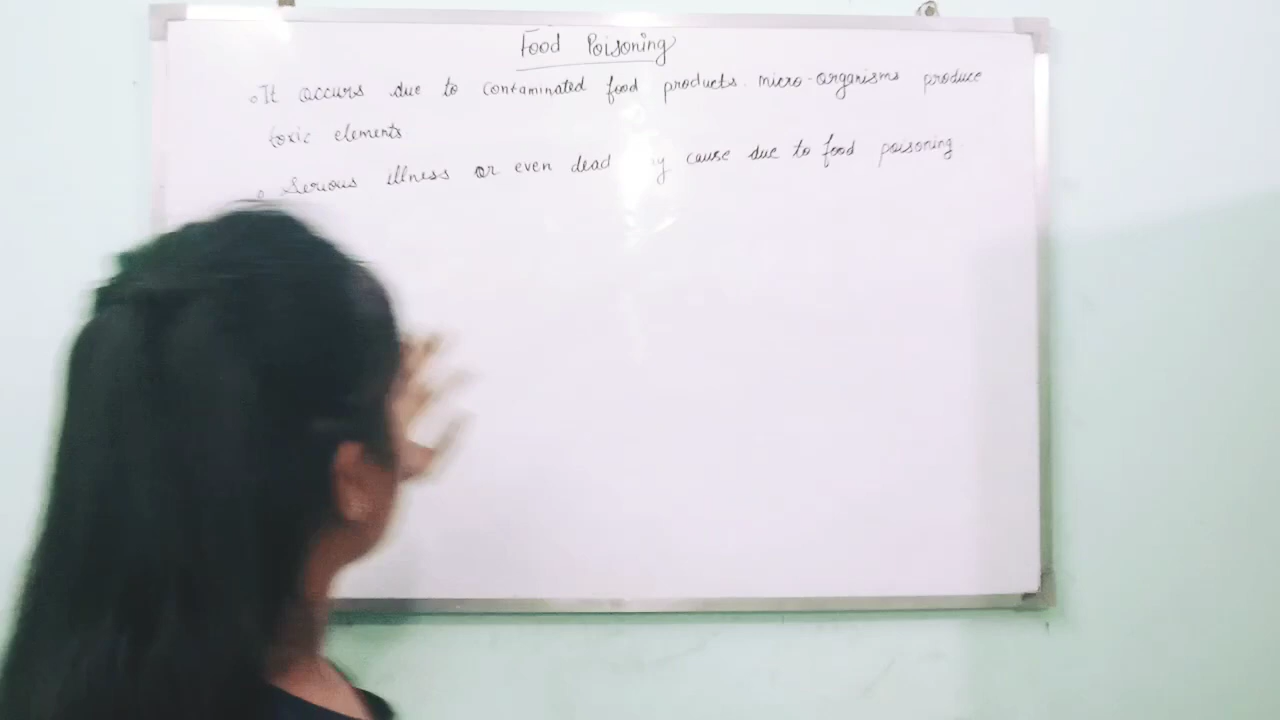 Food Poisoning
It occurs due to contaminated food products. micro-organisms produce
toxic elements
Serious illness or even dead cause due to food poisoning